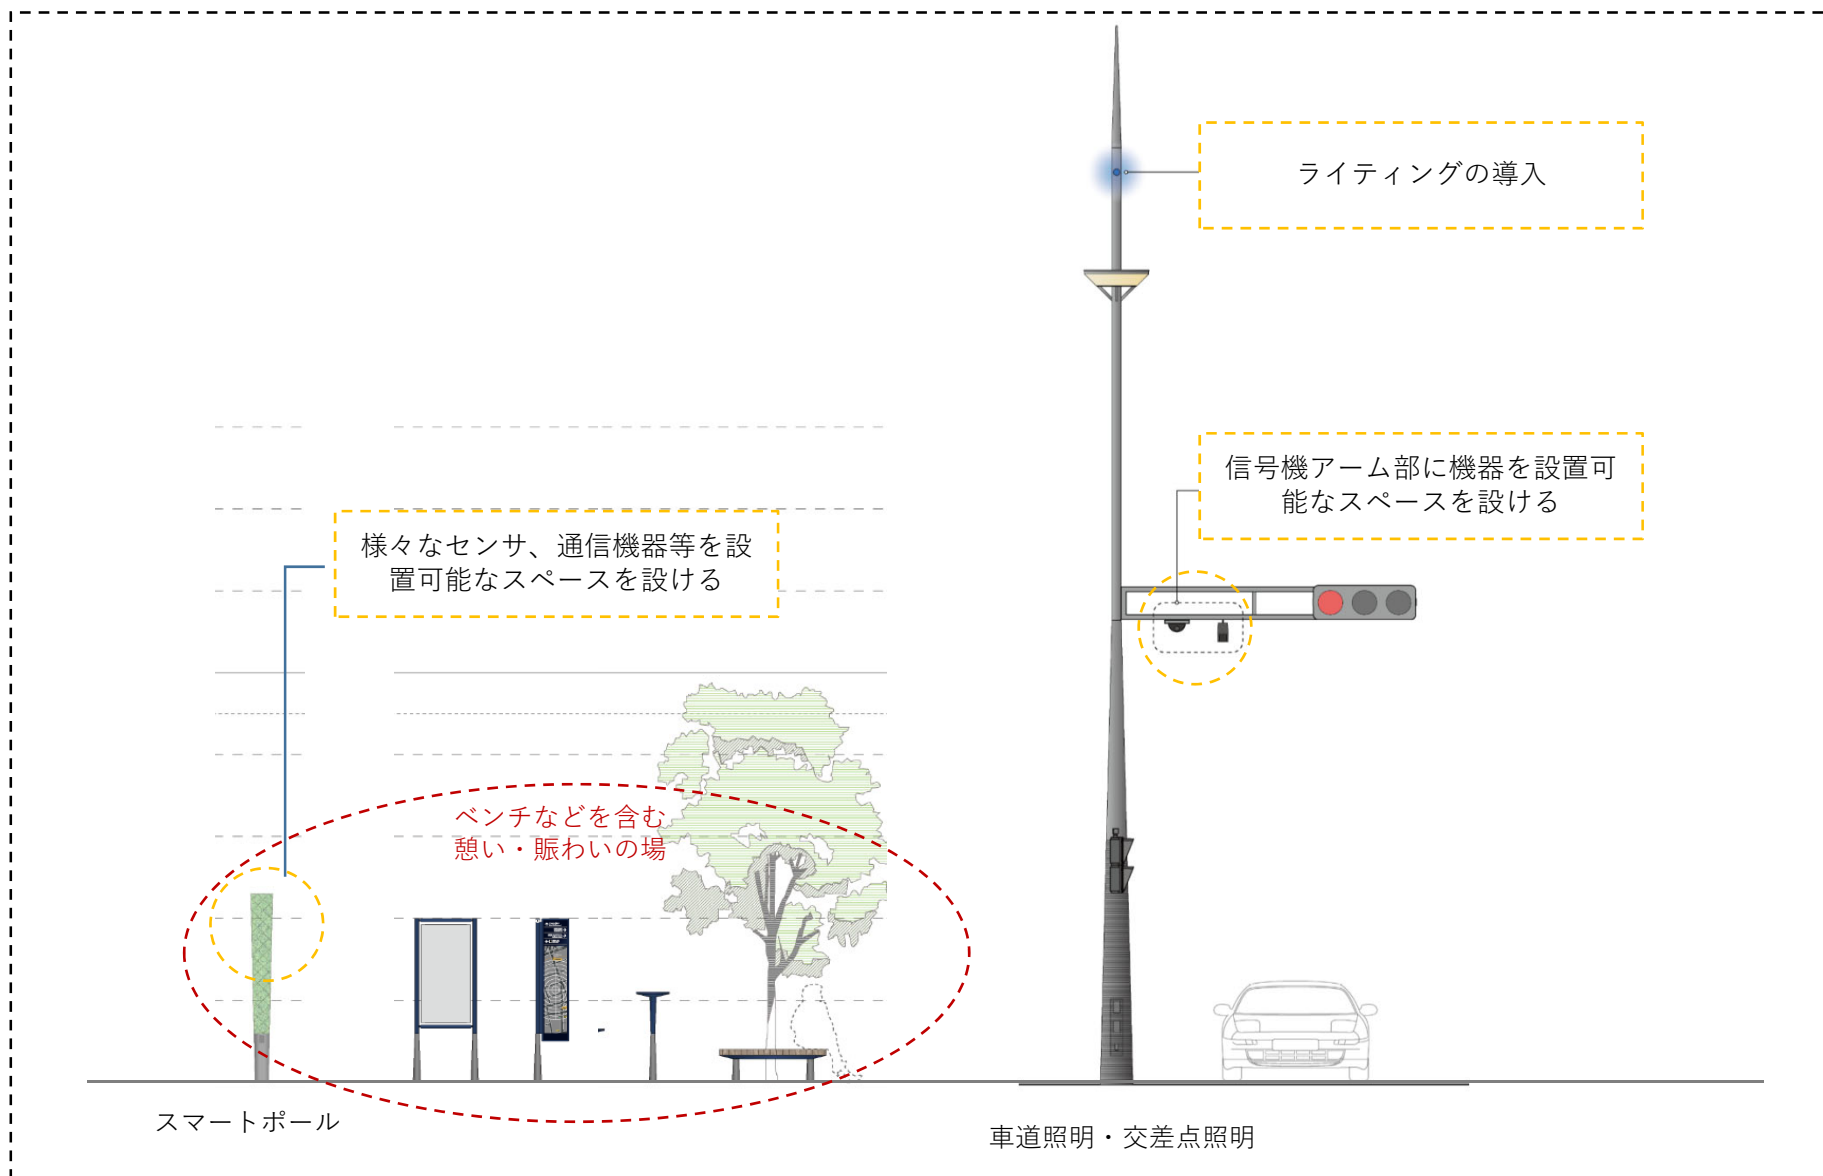 ライティングの導入
信号機アーム部に機器を設置可
能なスペースを設ける
様々なセンサ、通信機器等を設
置可能なスペースを設ける
ベンチなどを含む
憩い・賑わいの場
スマートポール
車道照明・交差点照明